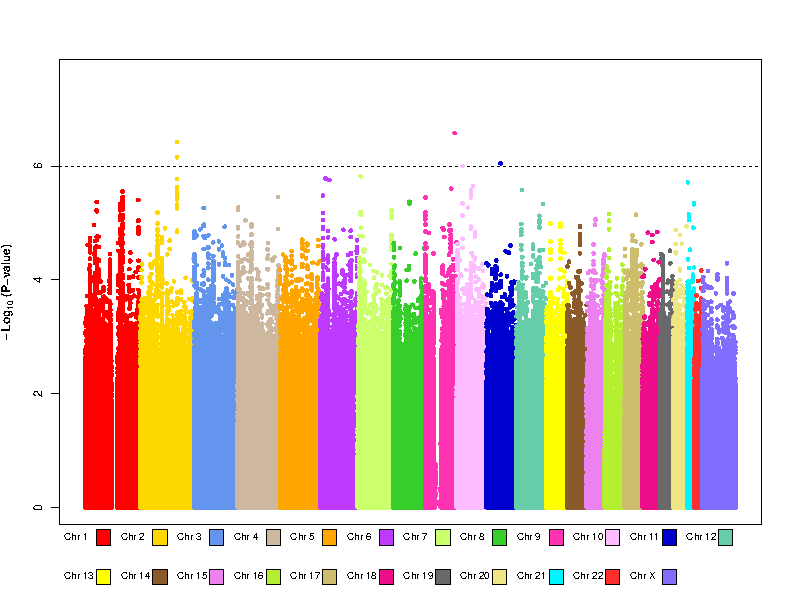 6
4
2
0
−Log10 (P−value)
Chr 1 Chr 2 Chr 3 Chr 4 Chr 5 Chr 6 Chr 7 Chr 8 Chr 9 Chr 10 Chr 11 Chr 12
Chr 13 Chr 14 Chr 15 Chr 16 Chr 17 Chr 18 Chr 19 Chr 20 Chr 21 Chr 22 Chr X